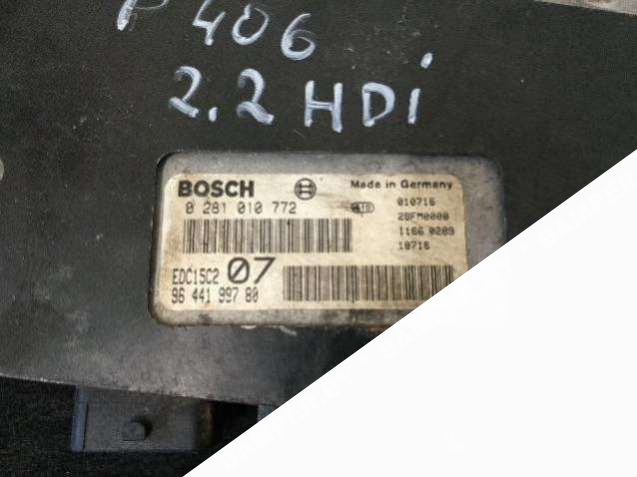 P 406
2.2 HDi
BOSCH
Made in Germany
0 281 010 772
010716
28FM0000
1166 0209
10716
EDC15C2 07
96 441 997 80